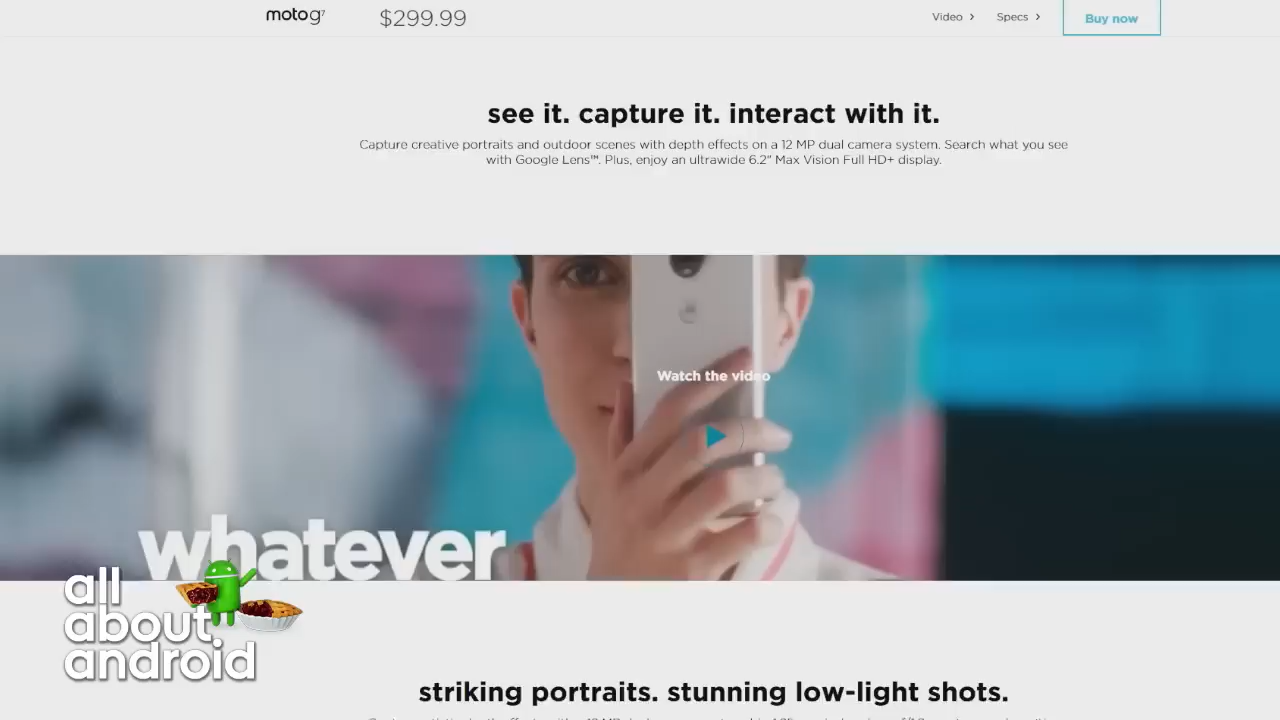 moto g⁷
$299.99
Video
Specs
Buy now
see it. capture it. interact with it.
Capture creative portraits and outdoor scenes with depth effects on a 12 MP dual camera system. Search what you see
with Google Lens™. Plus, enjoy an ultrawide 6.2" Max Vision Full HD+ display.
Watch the video
whatever
all
about
android
striking portraits. stunning low-light shots.